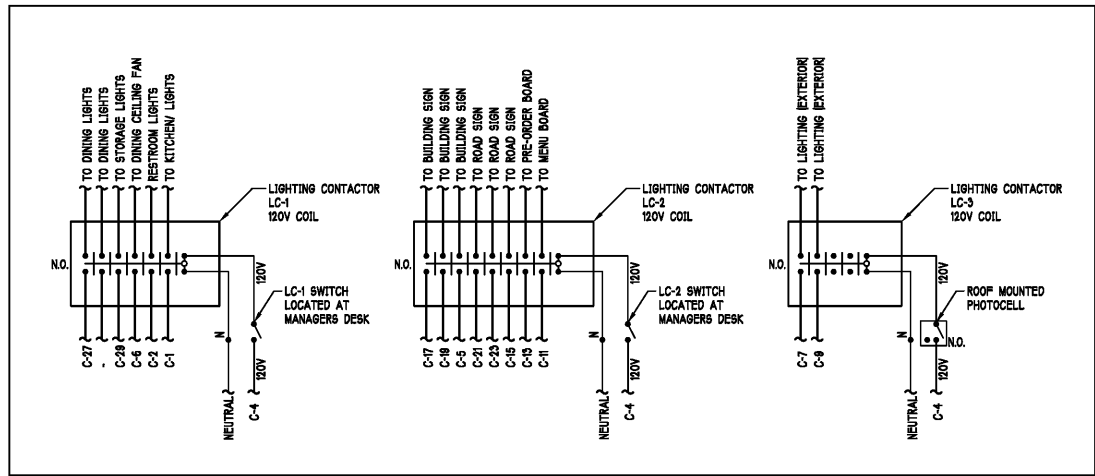 TO DINING LIGHTS
TO DINING LIGHTS
TO STORAGE LIGHTS
TO DINING CEILING FAN
RESTROOM LIGHTS
TO KITCHEN/ LIGHTS
LIGHTING CONTACTOR
LC-1
120V COIL
N.O.
120V
LC-1 SWITCH
LOCATED AT
MANAGERS DESK
N
120V
C-27
.
C-29
C-6
C-2
C-1
NEUTRAL
C-4
TO BUILDING SIGN
TO BUILDING SIGN
TO BUILDING SIGN
TO ROAD SIGN
TO ROAD SIGN
TO ROAD SIGN
TO PRE-ORDER BOARD
TO MENU BOARD
LIGHTING CONTACTOR
LC-2
120V COIL
N.O.
120V
LC-2 SWITCH
LOCATED AT
MANAGERS DESK
N
120V
C-17
C-19
C-5
C-21
C-23
C-15
C-13
C-11
NEUTRAL
C-4
TO LIGHTING (EXTERIOR)
TO LIGHTING (EXTERIOR)
LIGHTING CONTACTOR
LC-3
120V COIL
N.O.
120V
ROOF MOUNTED
PHOTOCELL
N.O.
N
120V
C-7
C-9
NEUTRAL
C-4